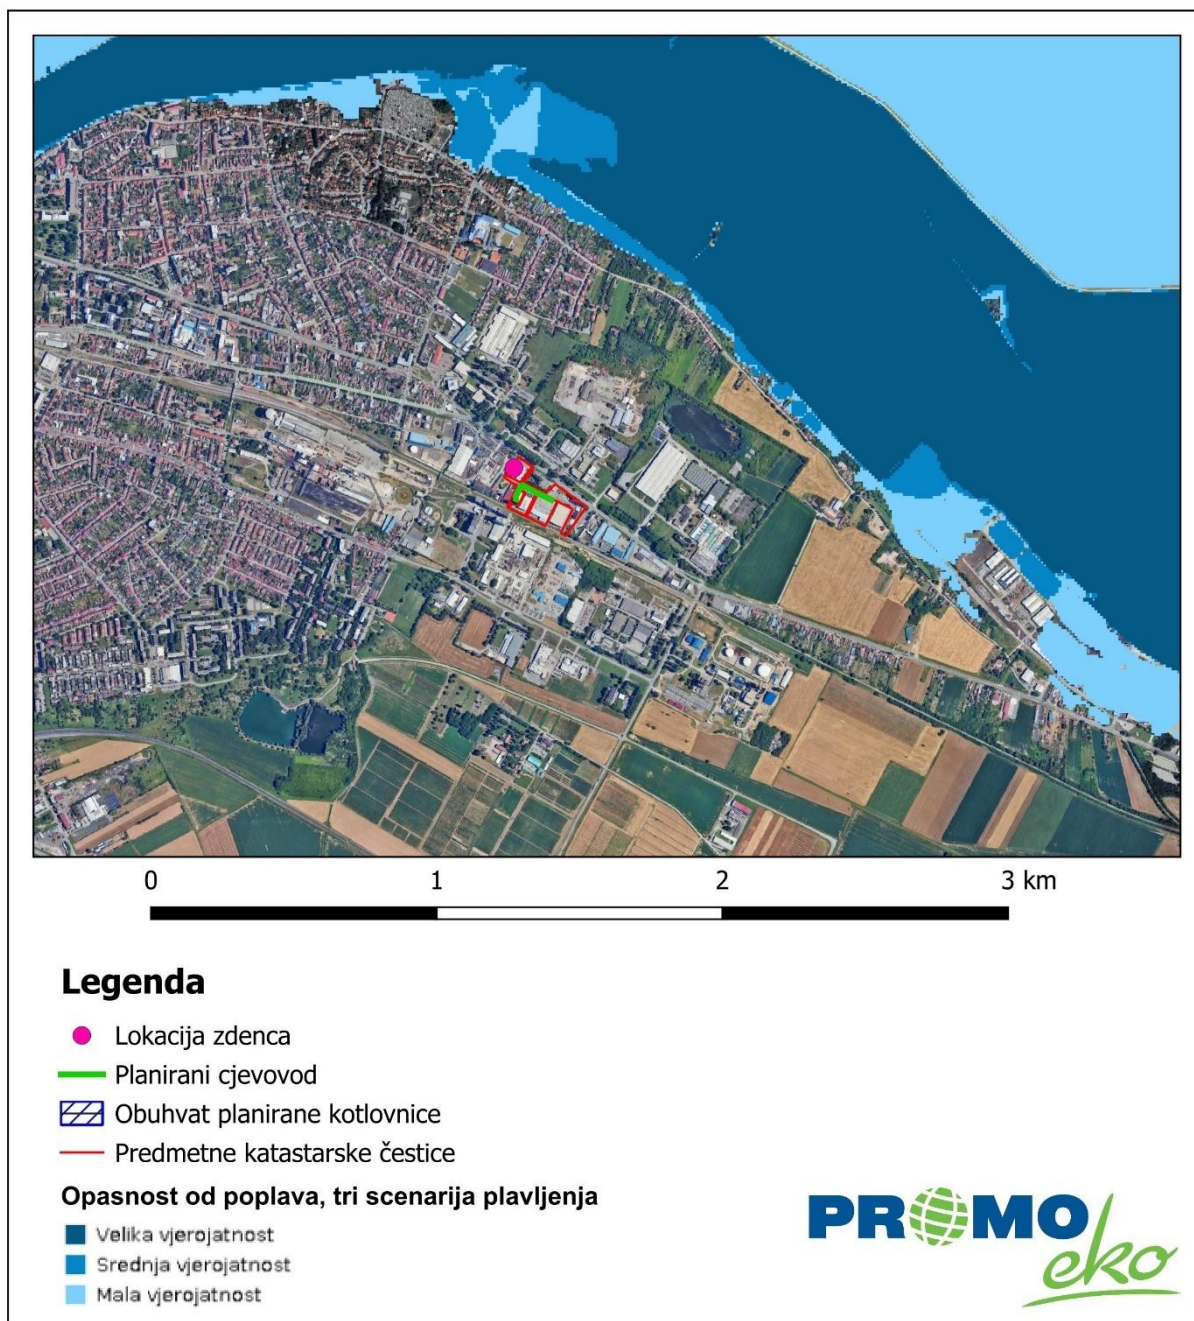 0 1 2 3 km
Legenda
Lokacija zdenca
Planirani cjevovod
Obuhvat planirane kotlovnice
Predmetne katastarske čestice
Opasnost od poplava, tri scenarija plavljenja
Velika vjerojatnost
Srednja vjerojatnost
Mala vjerojatnost
PROMO
eko